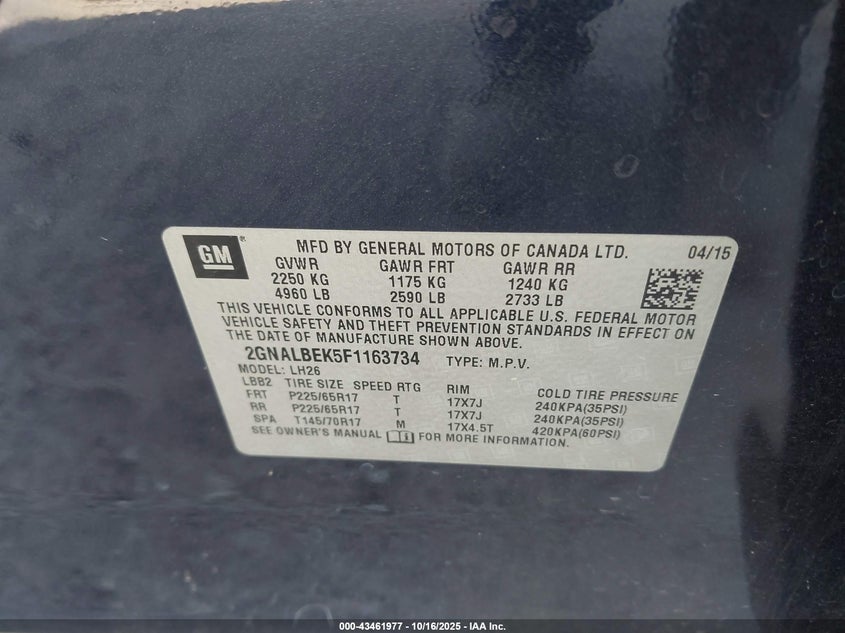 GM ® MFD BY GENERAL MOTORS OF CANADA LTD. 04/15
GVWR GAWR FRT GAWR RR
2250 KG 1175 KG 1240 KG
4960 LB 2590 LB 2733 LB
THIS VEHICLE CONFORMS TO ALL APPLICABLE U.S. FEDERAL MOTOR
VEHICLE SAFETY AND THEFT PREVENTION STANDARDS IN EFFECT ON
THE DATE OF MANUFACTURE SHOWN ABOVE.
2GNALBEK5F1163734 TYPE: M.P.V.
MODEL: LH26
LBB2 TIRE SIZE SPEED RTG RIM COLD TIRE PRESSURE
FRT P225/65R17 T 17X7J 240KPA(35PSI)
RR P225/65R17 T 17X7J 240KPA(35PSI)
SPA T145/70R17 M 17X4.5T 420KPA(60PSI)
SEE OWNER'S MANUAL FOR MORE INFORMATION.
000-43461977 - 10/16/2025 - IAA Inc.